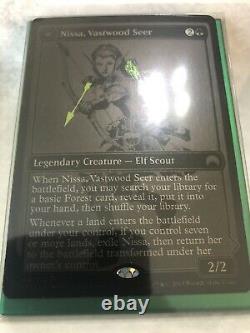 Nissa, Vastwood Seer 2
Legendary Creature — Elf Scout
When Nissa, Vastwood Seer enters the
battlefield, you may search your library for
a basic Forest card, reveal it, put it into
your hand, then shuffle your library.
Whenever a land enters the battlefield
under your control, if you control seven
or more lands, exile Nissa, then return her
to the battlefield transformed under her
owner's control.
2/2